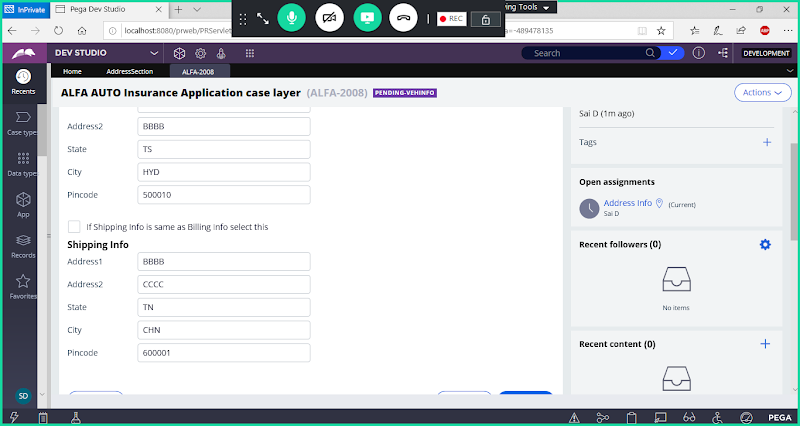 InPrivate
Pega Dev Studio
ving Tools
localhost:8080/prweb/PRServlet
REC
a=-489478135
DEV STUDIO
Search
DEVELOPMENT
Recents
Home
AddressSection
ALFA-2008
ALFA AUTO Insurance Application case layer (ALFA-2008) PENDING-VEHINFO
Actions
Case types
Data types
App
Records
Favorites
SD
Address2
BBBB
State
TS
City
HYD
Pincode
500010
If Shipping Info is same as Billing info select this
Shipping Info
Address1
BBBB
Address2
CCCC
State
TN
City
CHN
Pincode
600001
Sai D (1m ago)
Tags
Open assignments
Address Info (Current)
Sai D
Recent followers (0)
No items
Recent content (0)
PEGA